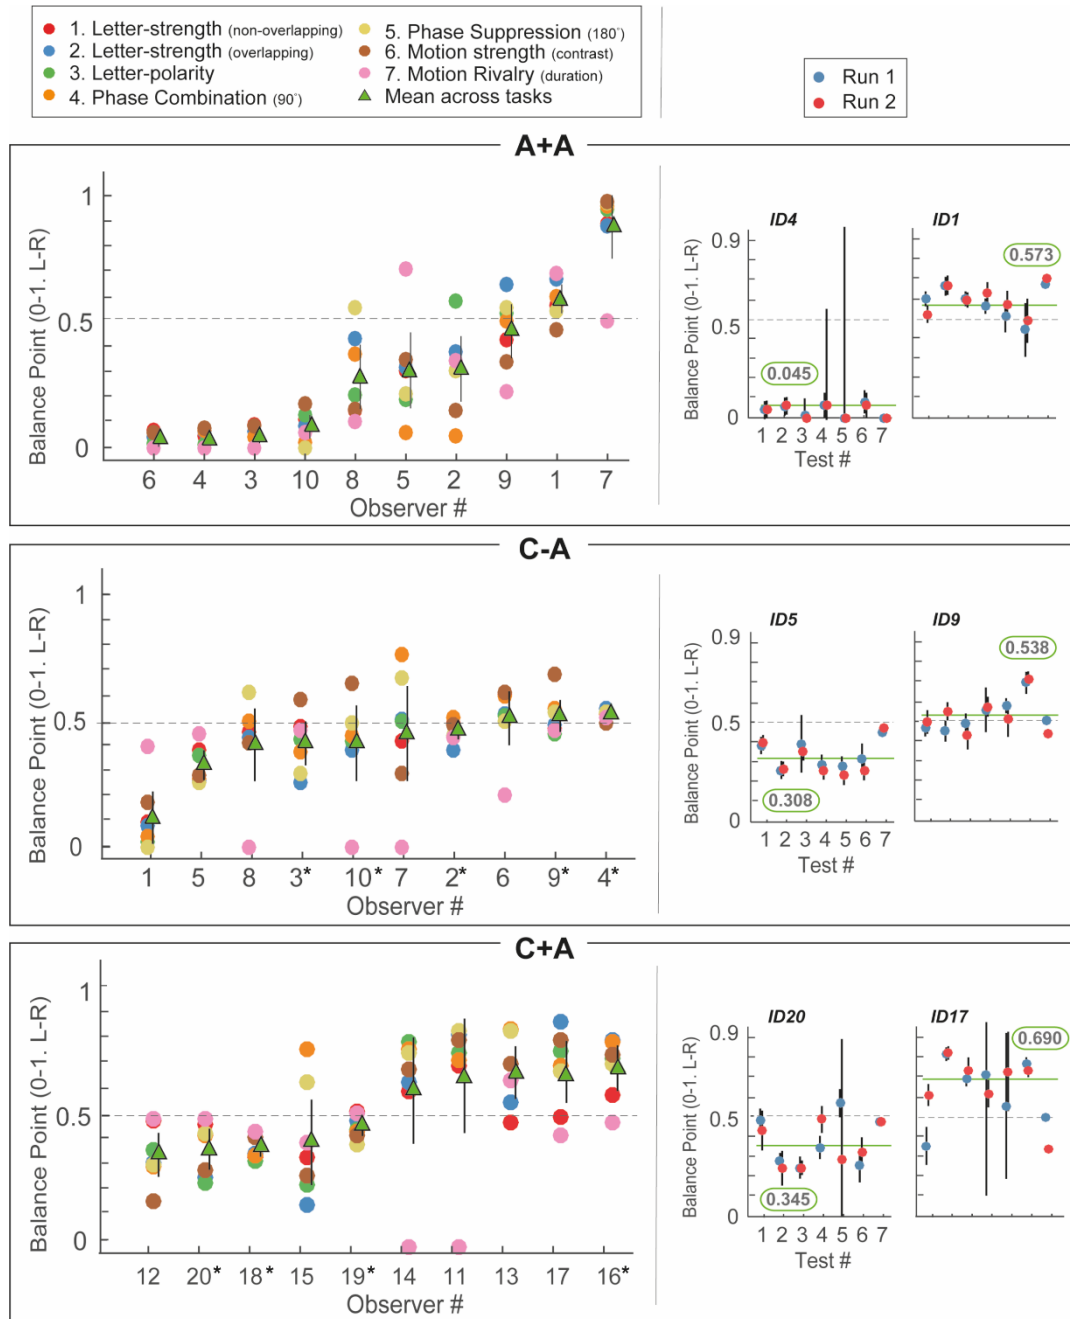 1. Letter-strength (non-overlapping)
2. Letter-strength (overlapping)
3. Letter-polarity
4. Phase Combination (90°)
5. Phase Suppression (180°)
6. Motion strength (contrast)
7. Motion Rivalry (duration)
Mean across tasks
Run 1
Run 2
A+A
Balance Point (0-1. L-R)
1
0.5
0
6 4 3 10 8 5 2 9 1 7
Observer #
Balance Point (0-1. L-R)
ID4
0.9
0.5
0
0.045
1 2 3 4 5 6 7
Test #
ID1
0.573
C-A
Balance Point (0-1. L-R)
1
0.5
0
1 5 8 3* 10* 7 2* 6 9* 4*
Observer #
Balance Point (0-1. L-R)
ID5
0.9
0.5
0
0.308
1 2 3 4 5 6 7
Test #
ID9
0.538
C+A
Balance Point (0-1. L-R)
1
0.5
0
12 20* 18* 15 19* 14 11 13 17 16*
Observer #
Balance Point (0-1. L-R)
ID20
0.9
0.5
0
0.345
1 2 3 4 5 6 7
Test #
ID17
0.690